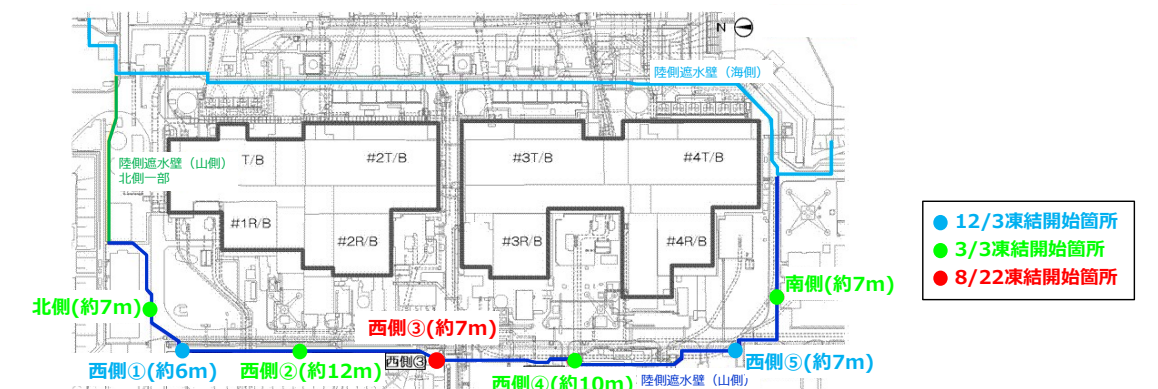 N
陸側遮水壁（海側）
陸側遮水壁（山側）
北側一部
T/B
#2T/B
#3T/B
#4T/B
#1R/B
#2R/B
#3R/B
#4R/B
● 12/3凍結開始箇所
● 3/3凍結開始箇所
● 8/22凍結開始箇所
北側(約7m)
南側(約7m)
西側③(約7m)
西側③
西側①(約6m)
西側②(約12m)
西側④(約10m)
陸側遮水壁（山側）
西側⑤(約7m)